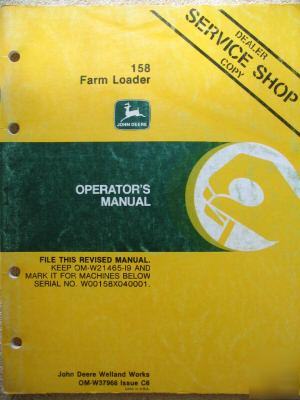 158
Farm Loader
DEALER
SERVICE SHOP
COPY
JOHN DEERE
OPERATOR'S
MANUAL
FILE THIS REVISED MANUAL.
KEEP OM-W21465-I9 AND
MARK IT FOR MACHINES BELOW
SERIAL NO. W00158X040001.
John Deere Welland Works
OM-W37966 Issue C6